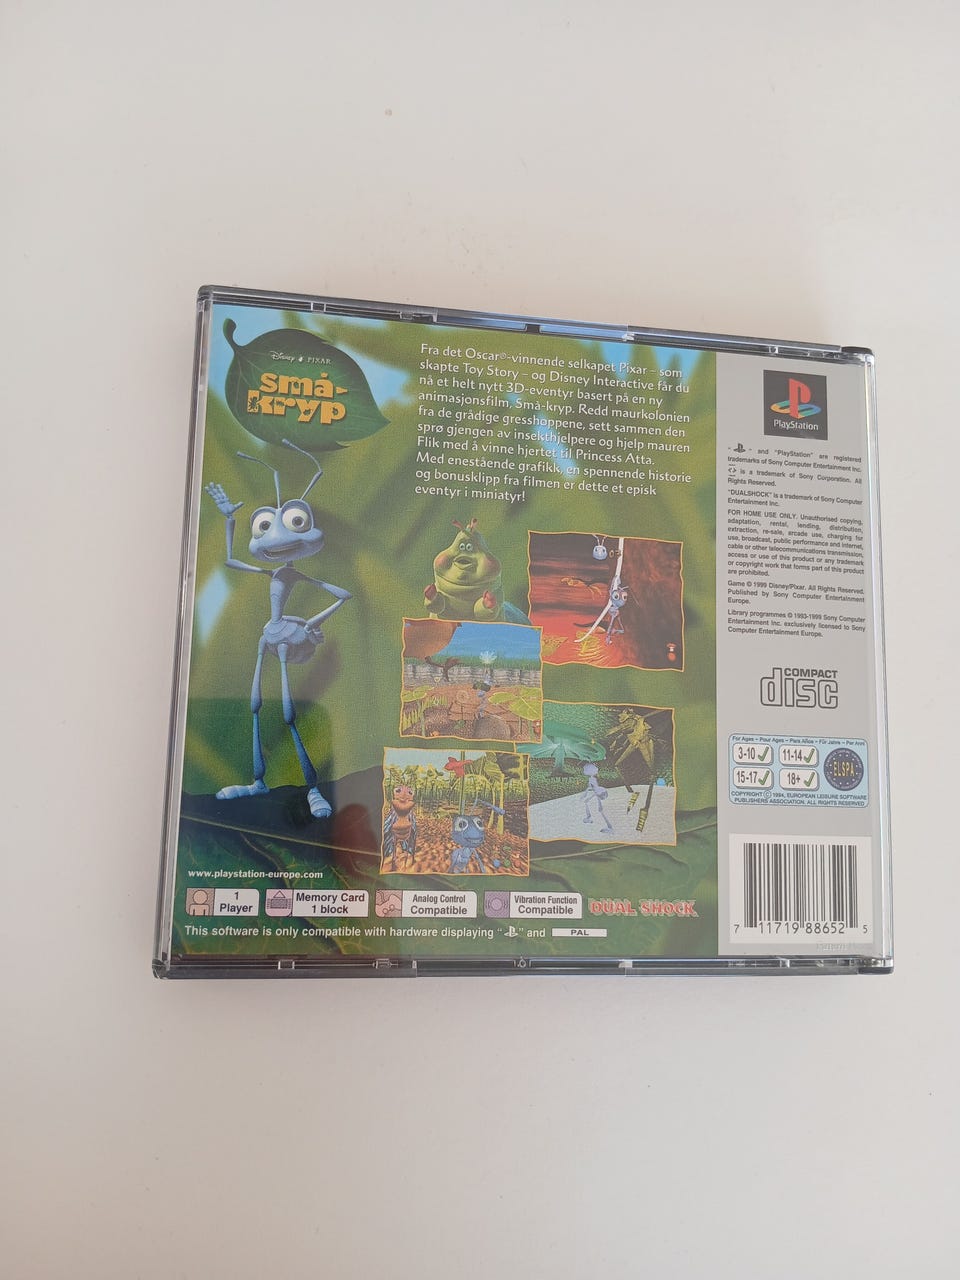 Disney PIXAR
små-
kryp
Fra det Oscar®-vinnende selkapet Pixar – som
skapte Toy Story – og Disney Interactive får du
nå et helt nytt 3D-eventyr basert på en ny
animasjonsfilm, Små-kryp. Redd maurkolonien
fra de grådige gresshoppene, sett sammen den
sprø gjengen av insekthjelpere og hjelp mauren
Flik med å vinne hjertet til Princess Atta.
Med enestående grafikk, en spennende historie
og bonusklipp fra filmen er dette et episk
eventyr i miniatyr!
www.playstation-europe.com
1
Player
Memory Card
1 block
Analog Control
Compatible
Vibration Function
Compatible
DUAL SHOCK
This software is only compatible with hardware displaying " " and PAL
PlayStation
" " and "PlayStation" are registered
trademarks of Sony Computer Entertainment Inc.
is a trademark of Sony Corporation. All
Rights Reserved.
"DUALSHOCK" is a trademark of Sony Computer
Entertainment Inc.
FOR HOME USE ONLY. Unauthorised copying,
adaptation, rental, lending, distribution,
extraction, re-sale, arcade use, charging for
use, broadcast, public performance and internet,
cable or other telecommunications transmission,
access or use of this product or any trademark
or copyright work that forms part of this product
are prohibited.
Game © 1999 Disney/Pixar. All Rights Reserved.
Published by Sony Computer Entertainment
Europe.
Library programmes © 1993-1999 Sony Computer
Entertainment Inc. exclusively licensed to Sony
Computer Entertainment Europe.
COMPACT
disc
For Ages – Pour Ages – Para Años – Für Jahre – Per Anni
3-10 11-14
15-17 18+
ELSPA
COPYRIGHT © 1994, EUROPEAN LEISURE SOFTWARE
PUBLISHERS ASSOCIATION. ALL RIGHTS RESERVED
7 11719 88652 5